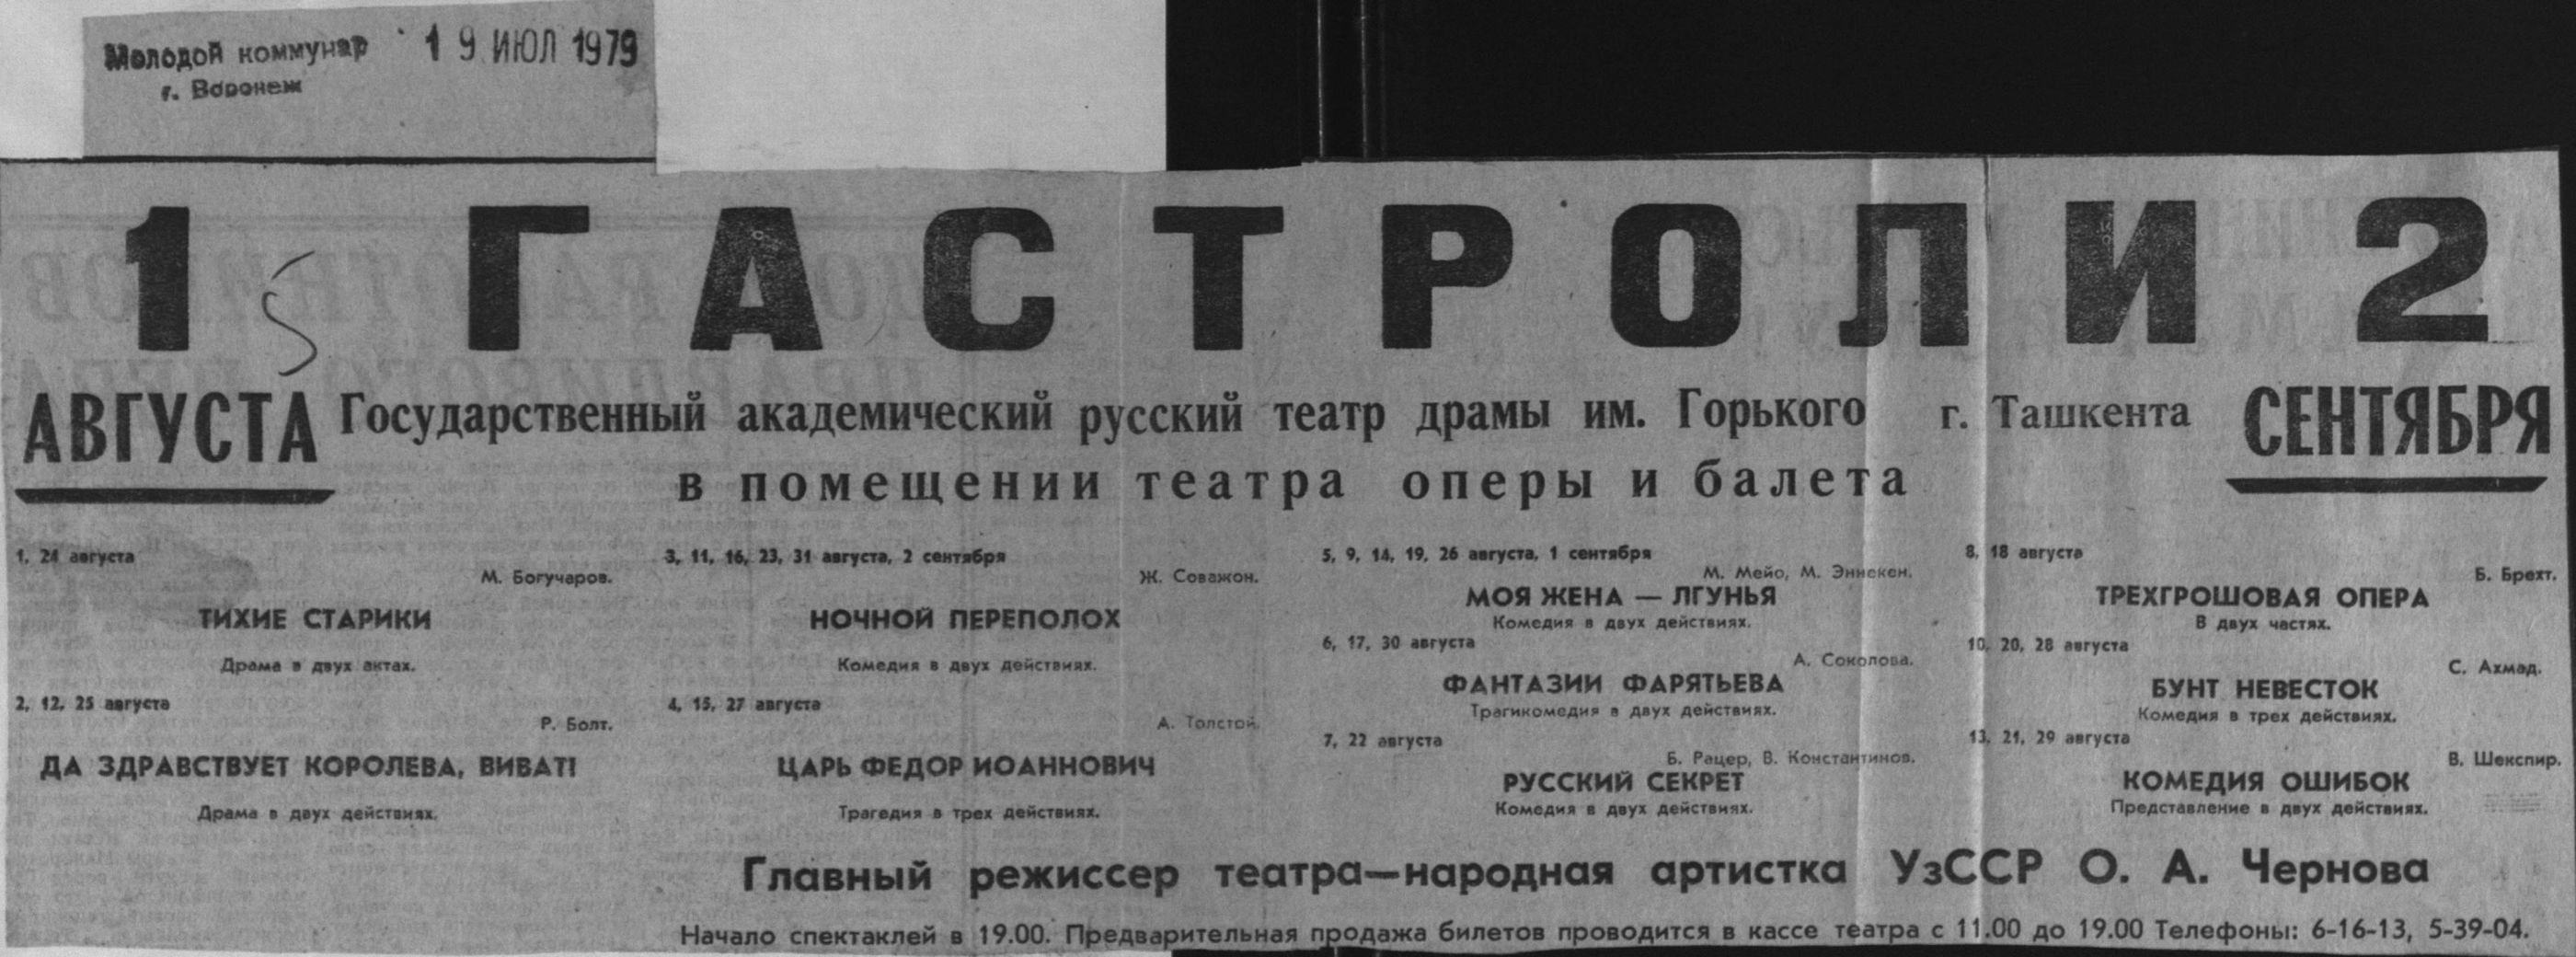 Молодой коммунар 19 ИЮЛ 1979
г. Воронеж
1 ГАСТРОЛИ 2
АВГУСТА Государственный академический русский театр драмы им. Горького г. Ташкента СЕНТЯБРЯ
в помещении театра оперы и балета
1, 24 августа
М. Богучаров.
ТИХИЕ СТАРИКИ
Драма в двух актах.
2, 12, 25 августа
Р. Болт.
ДА ЗДРАВСТВУЕТ КОРОЛЕВА, ВИВАТ!
Драма в двух действиях.
3, 11, 16, 23, 31 августа, 2 сентября
Ж. Соважон.
НОЧНОЙ ПЕРЕПОЛОХ
Комедия в двух действиях.
4, 15, 27 августа
А. Толстой.
ЦАРЬ ФЕДОР ИОАННОВИЧ
Трагедия в трех действиях.
5, 9, 14, 19, 26 августа, 1 сентября
М. Мейо, М. Эннекен.
МОЯ ЖЕНА — ЛГУНЬЯ
Комедия в двух действиях.
6, 17, 30 августа
А. Соколова.
ФАНТАЗИИ ФАРЯТЬЕВА
Трагикомедия в двух действиях.
7, 22 августа
Б. Рацер, В. Константинов.
РУССКИЙ СЕКРЕТ
Комедия в двух действиях.
8, 18 августа
Б. Брехт.
ТРЕХГРОШОВАЯ ОПЕРА
В двух частях.
10, 20, 28 августа
С. Ахмад.
БУНТ НЕВЕСТОК
Комедия в трех действиях.
13, 21, 29 августа
В. Шекспир.
КОМЕДИЯ ОШИБОК
Представление в двух действиях.
Главный режиссер театра—народная артистка УзССР О. А. Чернова
Начало спектаклей в 19.00. Предварительная продажа билетов проводится в кассе театра с 11.00 до 19.00 Телефоны: 6-16-13, 5-39-04.